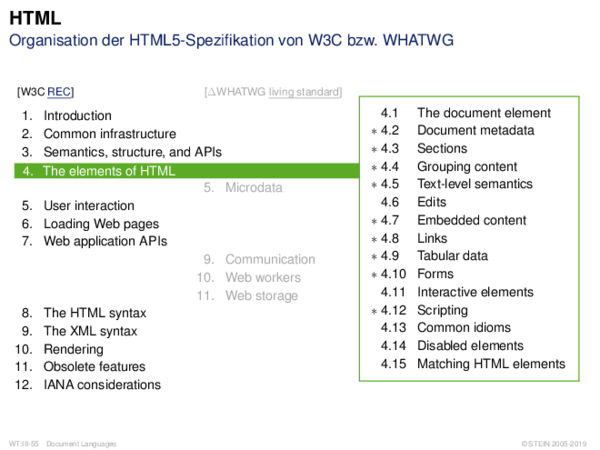 HTML
Organisation der HTML5-Spezifikation von W3C bzw. WHATWG
[W3C REC]
[ΔWHATWG living standard]
1. Introduction
2. Common infrastructure
3. Semantics, structure, and APIs
4. The elements of HTML
5. Microdata
5. User interaction
6. Loading Web pages
7. Web application APIs
9. Communication
10. Web workers
11. Web storage
8. The HTML syntax
9. The XML syntax
10. Rendering
11. Obsolete features
12. IANA considerations
4.1 The document element
∗ 4.2 Document metadata
∗ 4.3 Sections
∗ 4.4 Grouping content
∗ 4.5 Text-level semantics
4.6 Edits
∗ 4.7 Embedded content
∗ 4.8 Links
∗ 4.9 Tabular data
∗ 4.10 Forms
4.11 Interactive elements
∗ 4.12 Scripting
4.13 Common idioms
4.14 Disabled elements
4.15 Matching HTML elements
WT:III-55 Document Languages
© STEIN 2005-2019